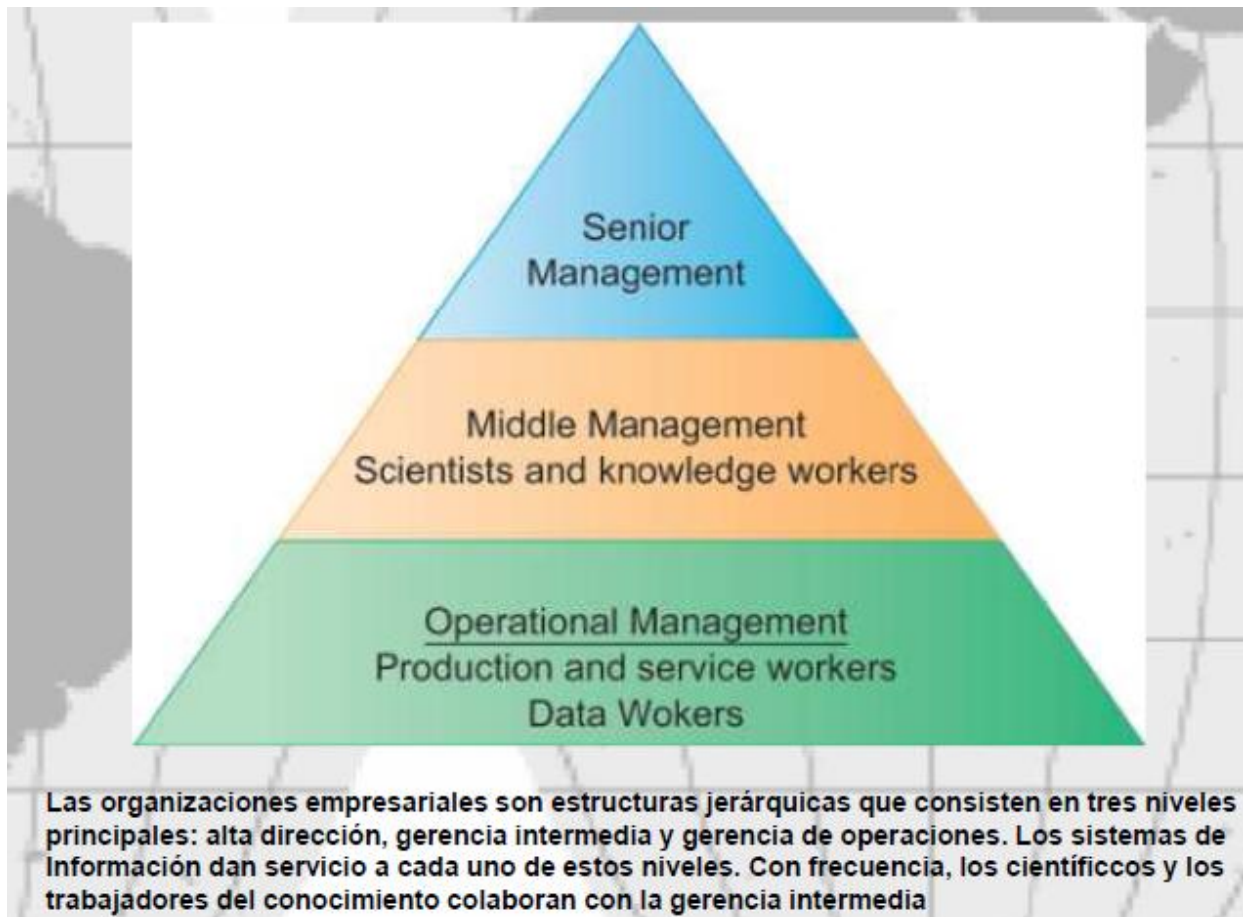 Senior
Management
Middle Management
Scientists and knowledge workers
Operational Management
Production and service workers
Data Wokers
Las organizaciones empresariales son estructuras jerárquicas que consisten en tres niveles
principales: alta dirección, gerencia intermedia y gerencia de operaciones. Los sistemas de
Información dan servicio a cada uno de estos niveles. Con frecuencia, los científiccos y los
trabajadores del conocimiento colaboran con la gerencia intermedia